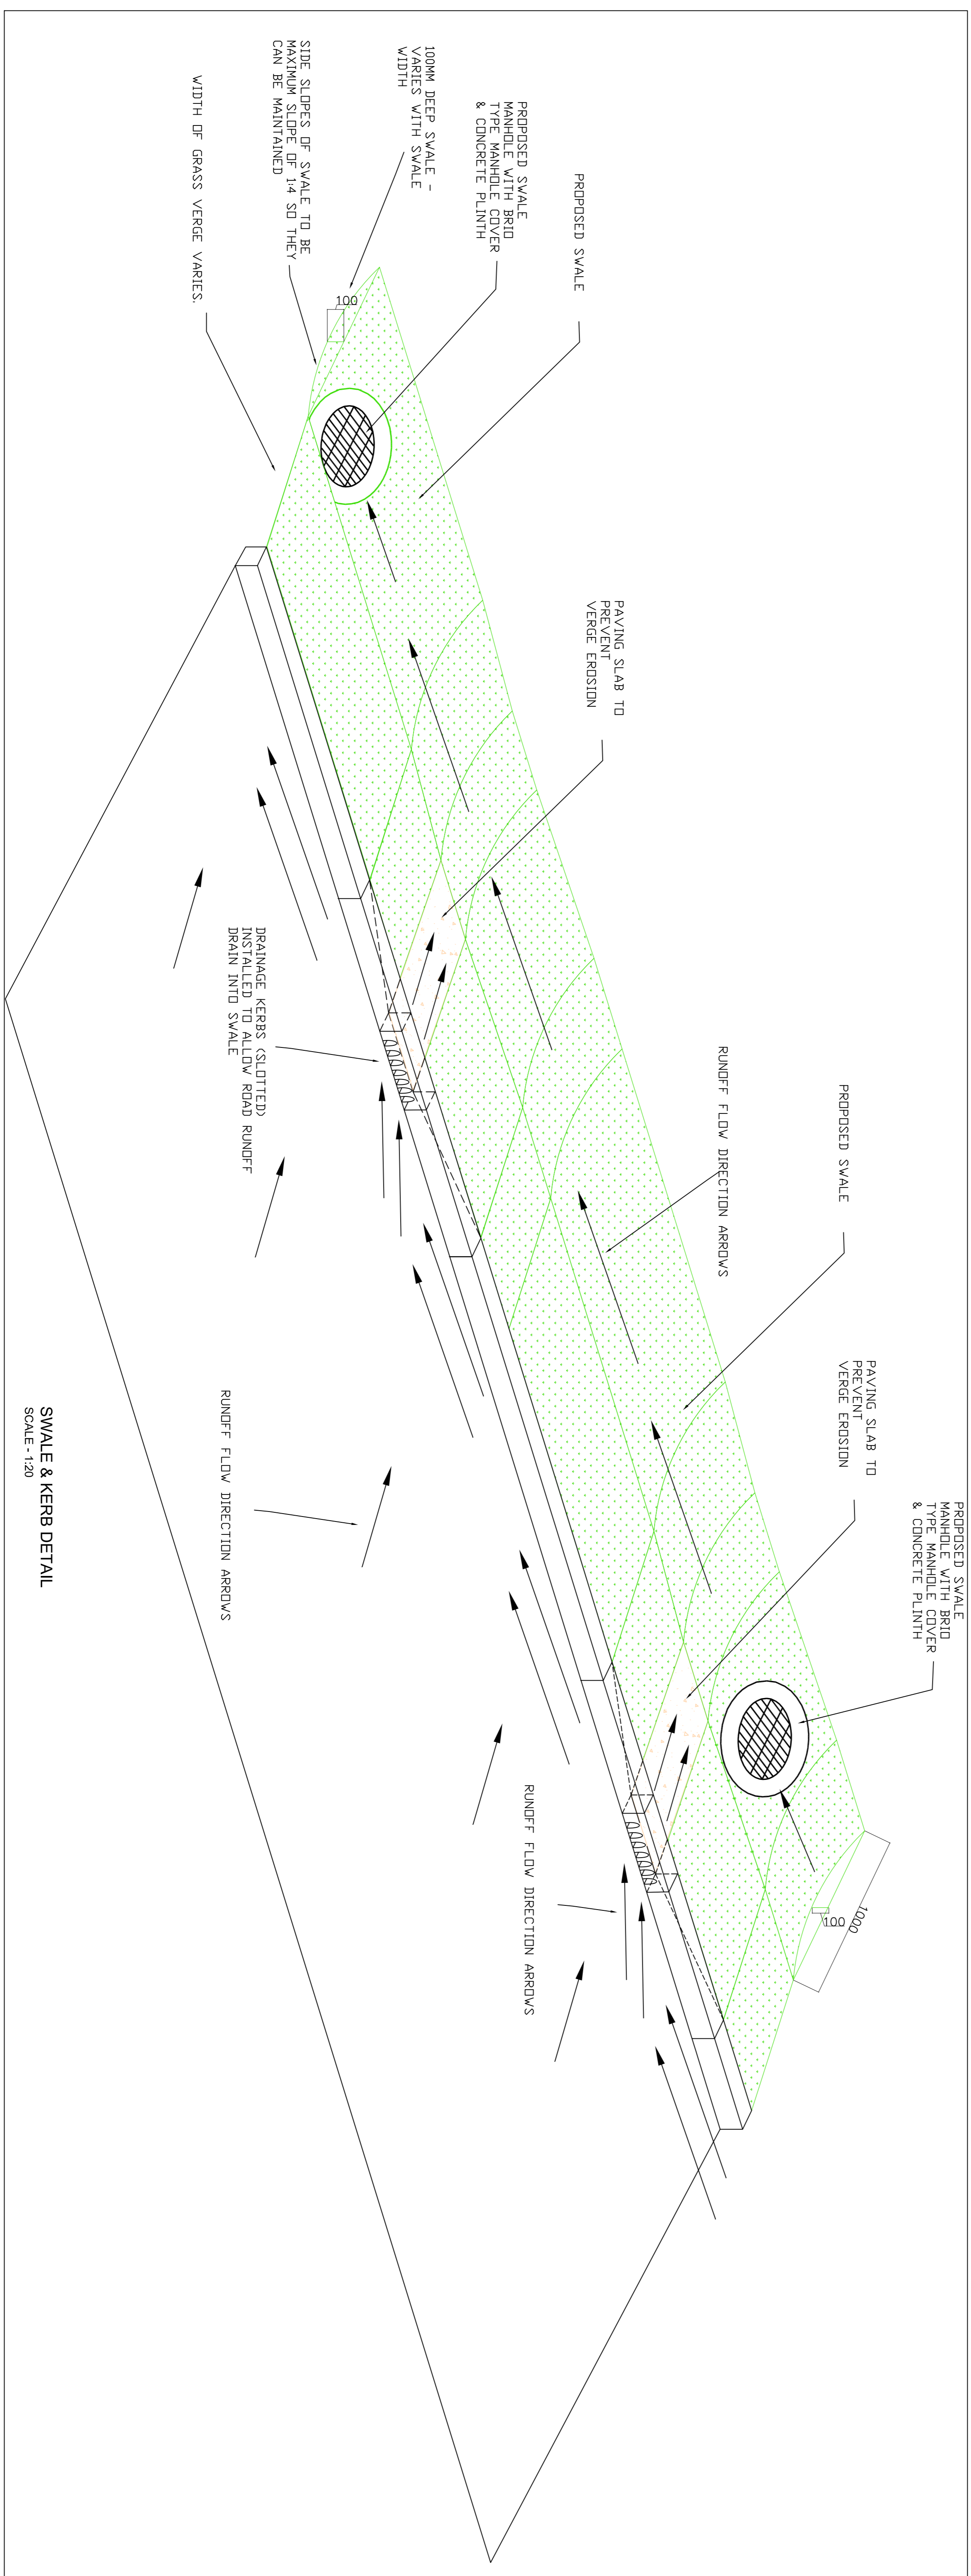 100MM DEEP SWALE -
VARIES WITH SWALE
WIDTH
SIDE SLOPES OF SWALE TO BE
MAXIMUM SLOPE OF 1:4 SO THEY
CAN BE MAINTAINED
WIDTH OF GRASS VERGE VARIES.
PROPOSED SWALE
MANHOLE WITH BRIO
TYPE MANHOLE COVER
& CONCRETE PLINTH
PROPOSED SWALE
100
PAVING SLAB TO
PREVENT
VERGE EROSION
DRAINAGE KERBS (SLOTTED)
INSTALLED TO ALLOW ROAD RUNOFF
DRAIN INTO SWALE
RUNOFF FLOW DIRECTION ARROWS
PROPOSED SWALE
RUNOFF FLOW DIRECTION ARROWS
PAVING SLAB TO
PREVENT
VERGE EROSION
PROPOSED SWALE
MANHOLE WITH BRIO
TYPE MANHOLE COVER
& CONCRETE PLINTH
RUNOFF FLOW DIRECTION ARROWS
1000
100
SWALE & KERB DETAIL
SCALE - 1:20